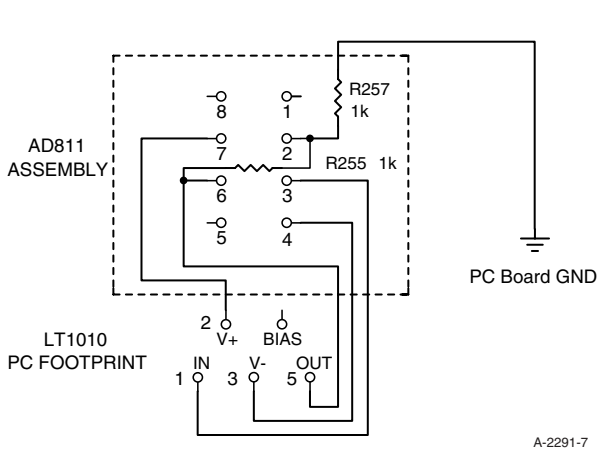 R257
1k
8
1
7
2
AD811
ASSEMBLY
R255 1k
6
3
5
4
PC Board GND
2
V+
BIAS
LT1010
PC FOOTPRINT
IN
V-
OUT
1
3
5
A-2291-7